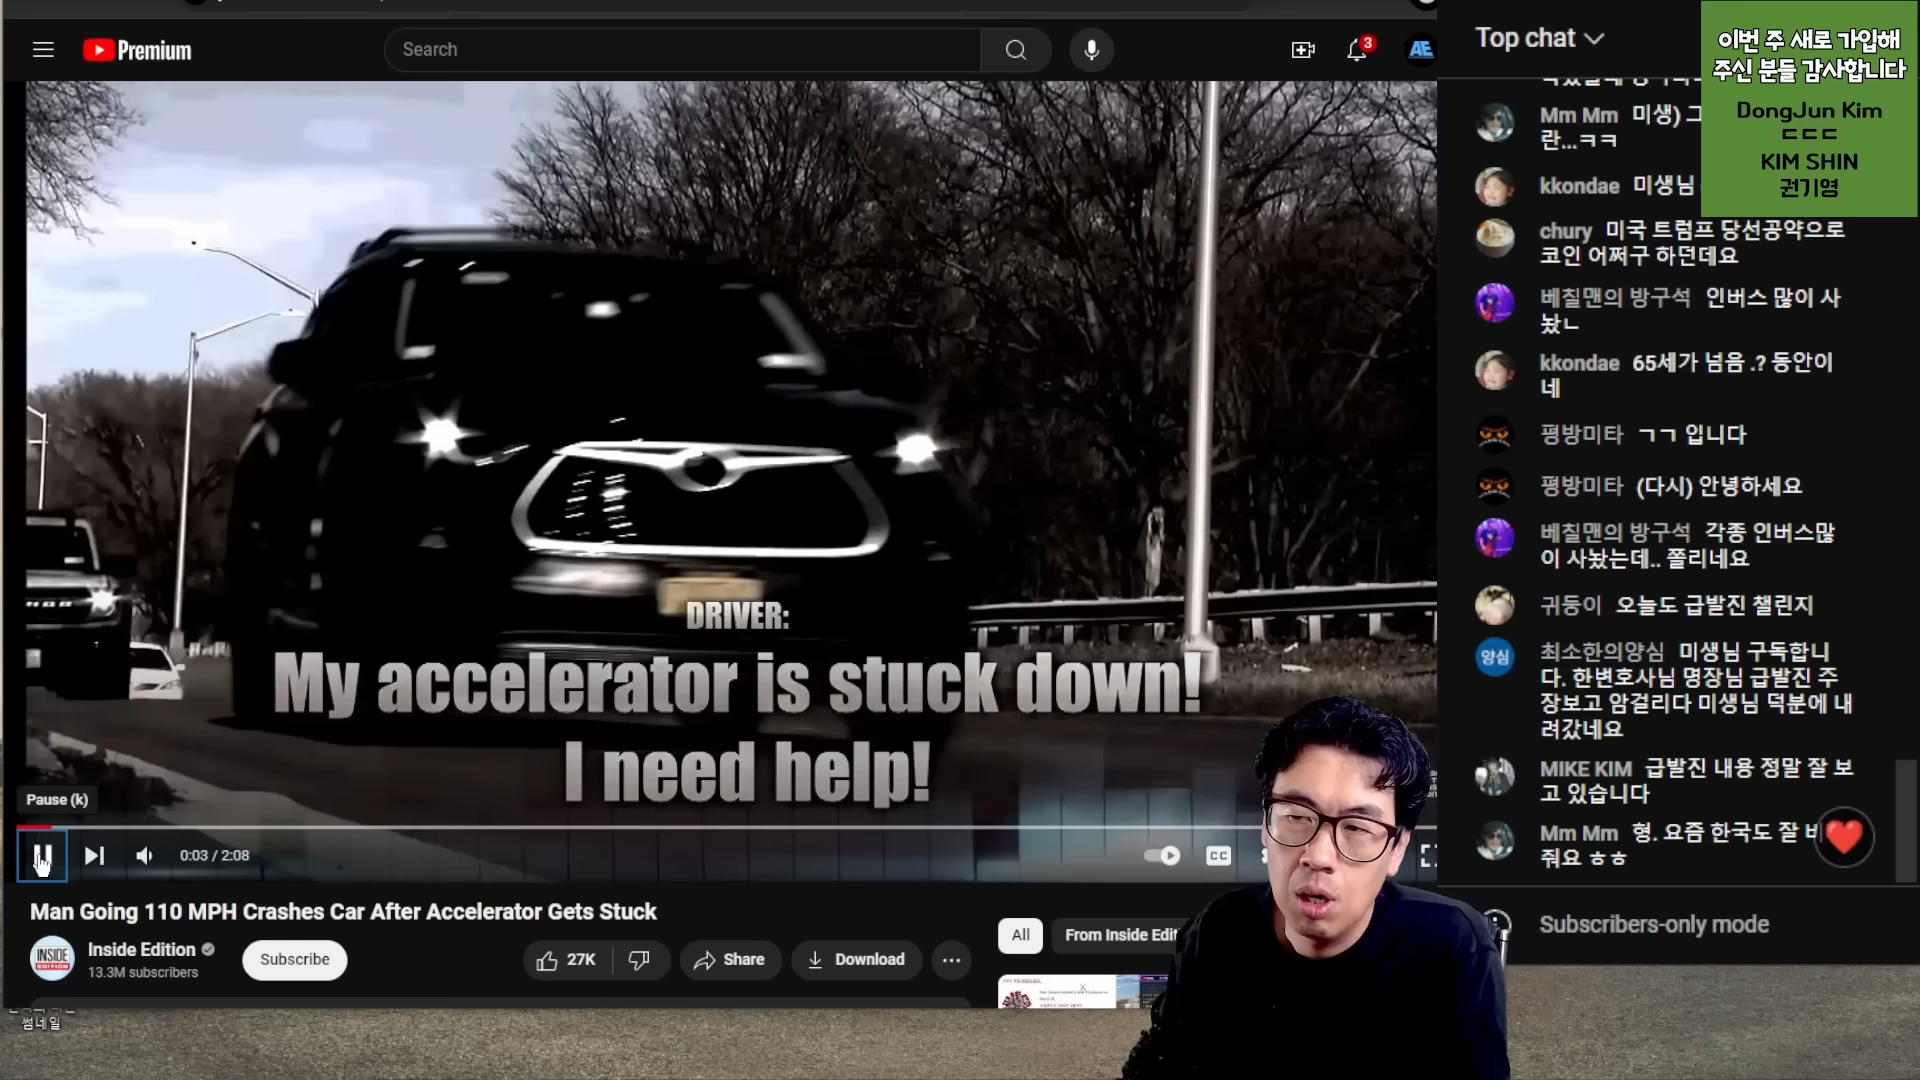 Premium
Search
3
AE
DRIVER:
My accelerator is stuck down!
I need help!
Pause (k)
0:03 / 2:08
CC
Man Going 110 MPH Crashes Car After Accelerator Gets Stuck
INSIDE
EDITION
Inside Edition
13.3M subscribers
Subscribe
27K
Share
Download
All
From Inside Edit
썸네일
Top chat
이번 주 새로 가입해
주신 분들 감사합니다
DongJun Kim
ㄷㄷㄷ
KIM SHIN
권기영
Mm Mm 미생) 그
란...ㅋㅋ
kkondae 미생님
chury 미국 트럼프 당선공약으로
코인 어쩌구 하던데요
베칠맨의 방구석 인버스 많이 사
놨ㄴ
kkondae 65세가 넘음 .? 동안이
네
평방미타 ㄱㄱ 입니다
평방미타 (다시) 안녕하세요
베칠맨의 방구석 각종 인버스많
이 사놨는데.. 쫄리네요
귀둥이 오늘도 급발진 챌린지
양심
최소한의양심 미생님 구독합니
다. 한변호사님 명장님 급발진 주
장보고 암걸리다 미생님 덕분에 내
려갔네요
MIKE KIM 급발진 내용 정말 잘 보
고 있습니다
Mm Mm 형. 요즘 한국도 잘 
줘요 ㅎㅎ
Subscribers-only mode